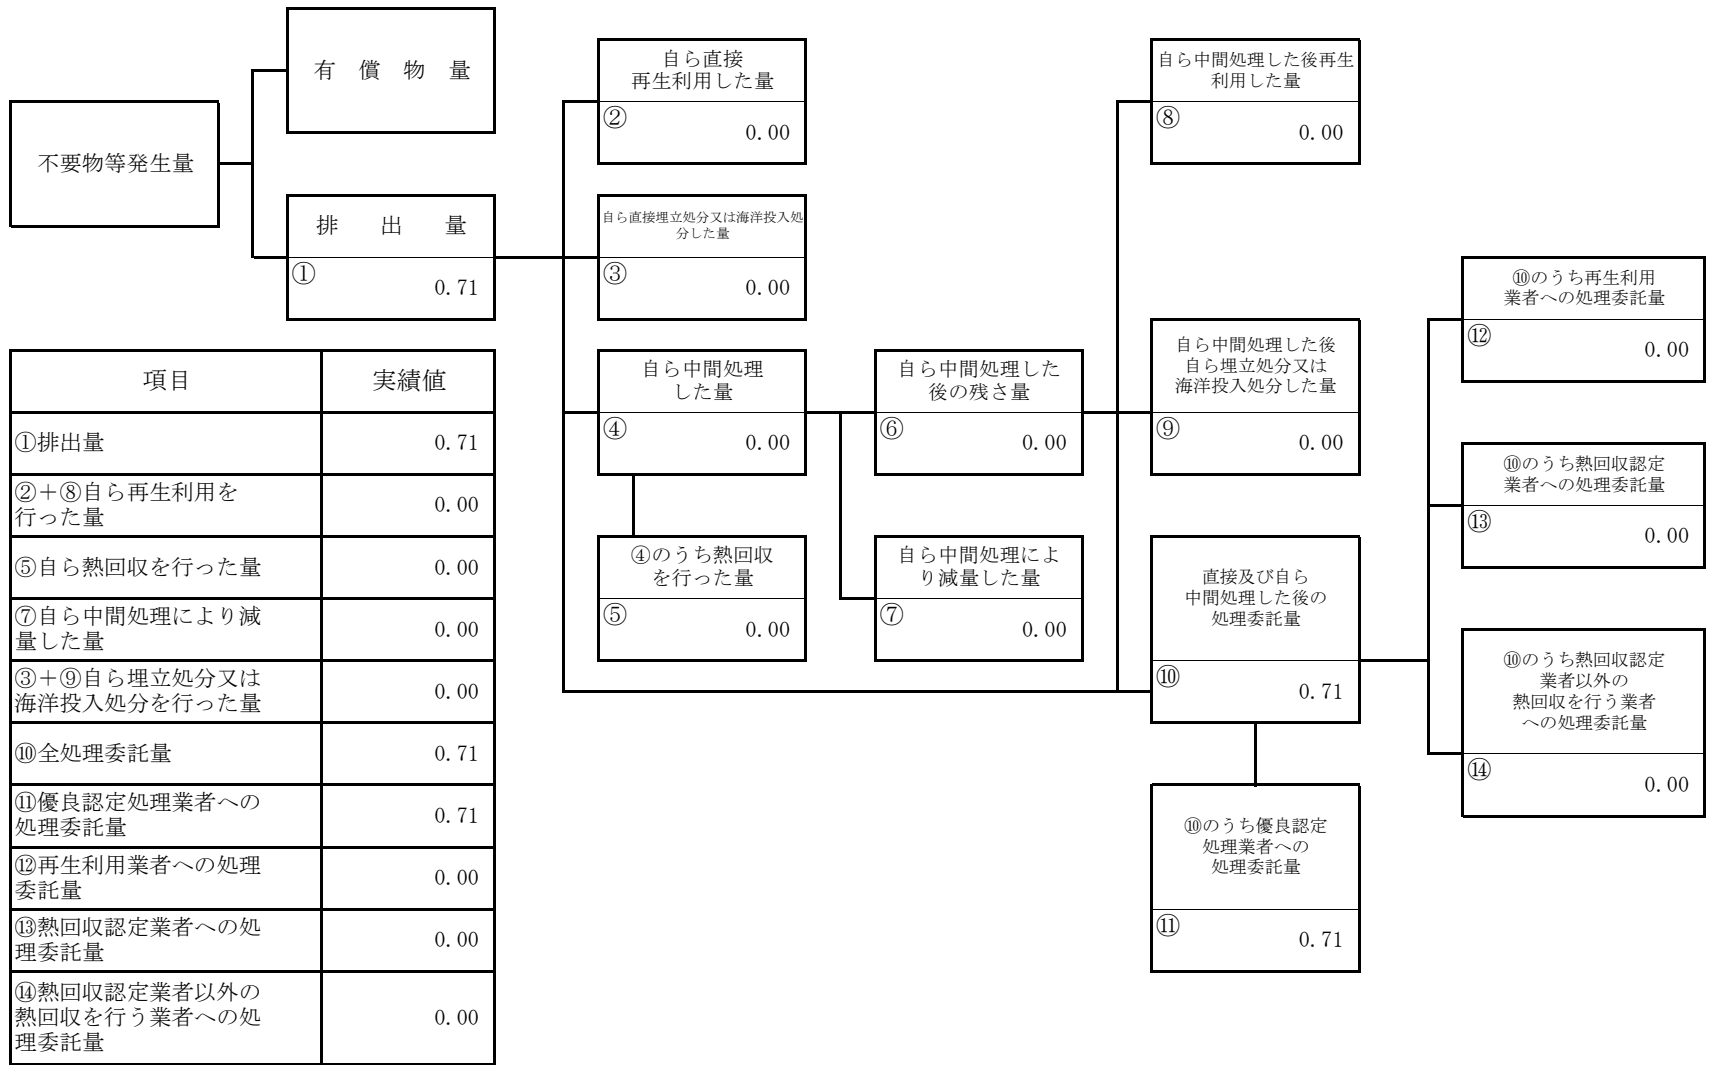 有　償　物　量
不要物等発生量
排　出　量
①
0.71
自ら直接
再生利用した量
②
0.00
自ら直接埋立処分又は海洋投入処
分した量
③
0.00
自ら中間処理
した量
④
0.00
④のうち熱回収
を行った量
⑤
0.00
自ら中間処理した
後の残さ量
⑥
0.00
自ら中間処理によ
り減量した量
⑦
0.00
自ら中間処理した後再生
利用した量
⑧
0.00
自ら中間処理した後
自ら埋立処分又は
海洋投入処分した量
⑨
0.00
直接及び自ら
中間処理した後の
処理委託量
⑩
0.71
⑩のうち優良認定
処理業者への
処理委託量
⑪
0.71
⑩のうち再生利用
業者への処理委託量
⑫
0.00
⑩のうち熱回収認定
業者への処理委託量
⑬
0.00
⑩のうち熱回収認定
業者以外の
熱回収を行う業者
への処理委託量
⑭
0.00
項目 実績値
①排出量 0.71
②＋⑧自ら再生利用を
行った量 0.00
⑤自ら熱回収を行った量 0.00
⑦自ら中間処理により減
量した量 0.00
③＋⑨自ら埋立処分又は
海洋投入処分を行った量 0.00
⑩全処理委託量 0.71
⑪優良認定処理業者への
処理委託量 0.71
⑫再生利用業者への処理
委託量 0.00
⑬熱回収認定業者への処
理委託量 0.00
⑭熱回収認定業者以外の
熱回収を行う業者への処 0.00
理委託量